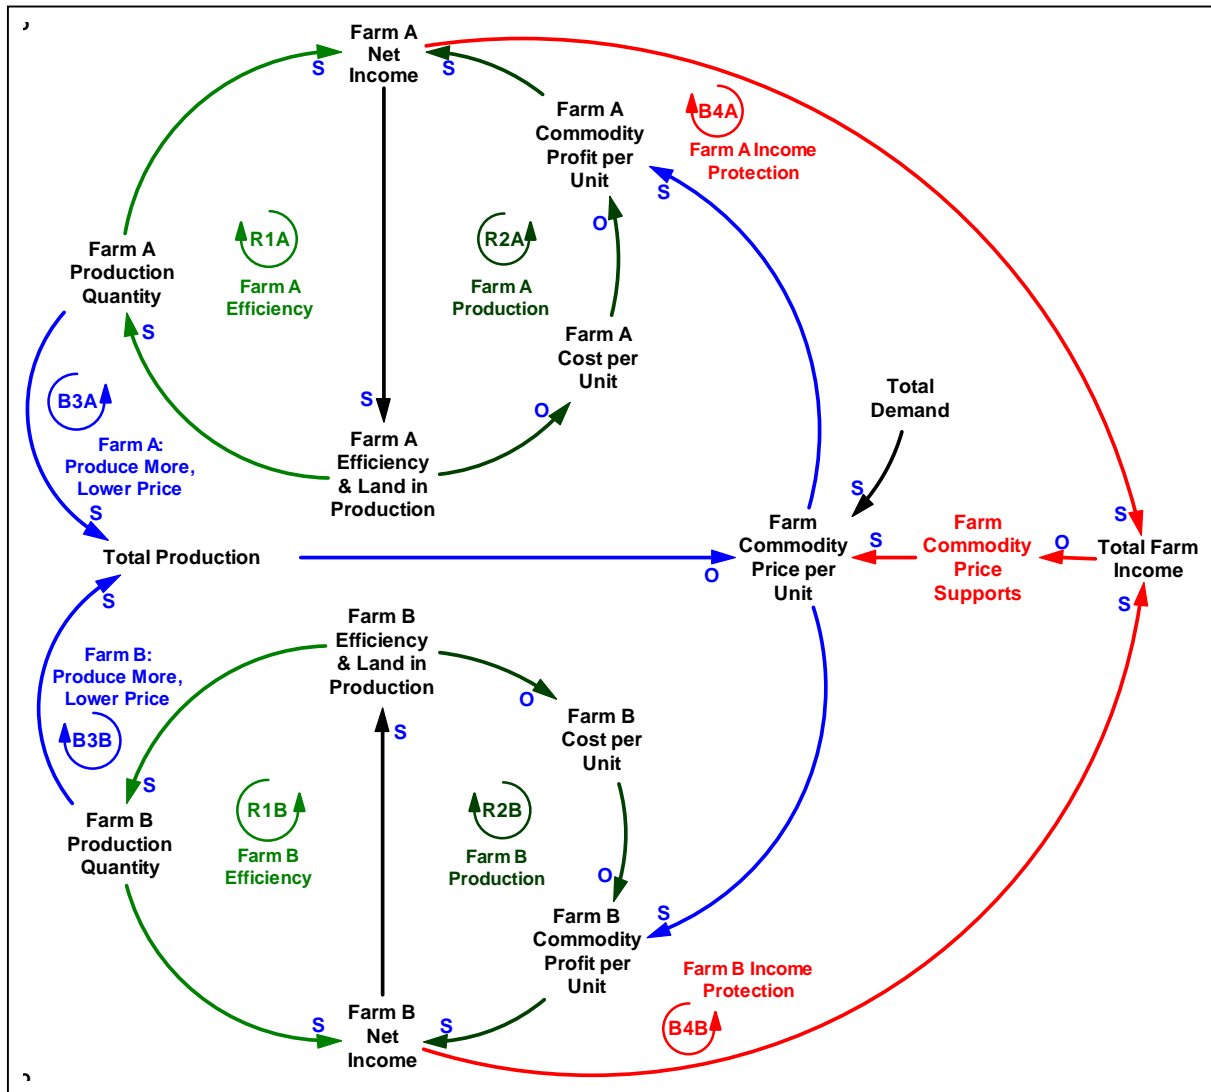 Farm A
Net
Income
S
S
Farm A
Commodity
Profit per
Unit
B4A
Farm A Income
Protection
S
O
R1A
Farm A
Efficiency
R2A
Farm A
Production
Farm A
Production
Quantity
S
Farm A
Cost per
Unit
B3A
Total
Demand
S
O
Farm A:
Produce More,
Lower Price
Farm A
Efficiency
& Land in
Production
S
S
S
Total Production
O
Farm
Commodity
Price per
Unit
S
Farm
Commodity
Price
Supports
O
Total Farm
Income
S
S
Farm B
Efficiency
& Land in
Production
Farm B:
Produce More,
Lower Price
O
Farm B
Cost per
Unit
B3B
S
S
R1B
Farm B
Efficiency
R2B
Farm B
Production
Farm B
Production
Quantity
O
S
Farm B
Commodity
Profit per
Unit
Farm B Income
Protection
S
S
Farm B
Net
Income
B4B